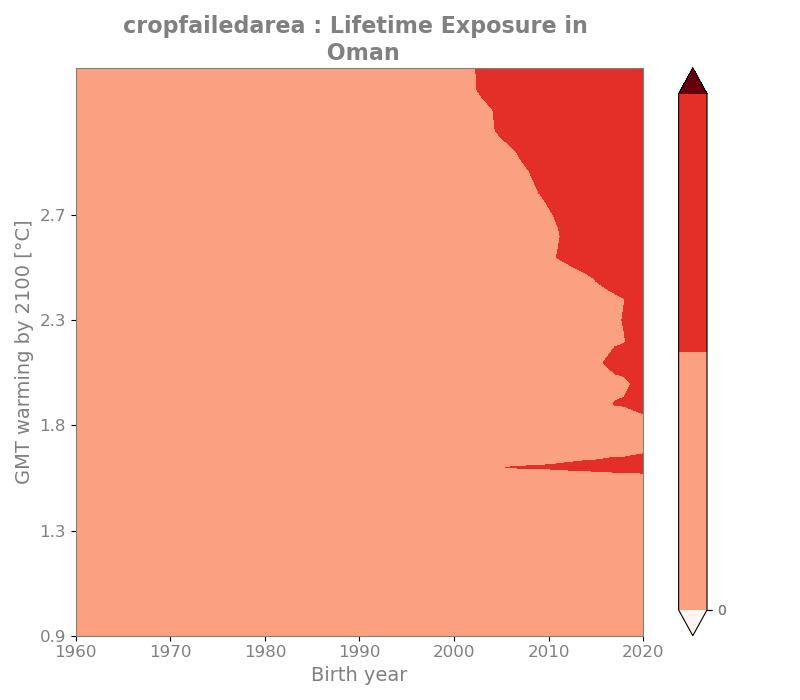 cropfailedarea : Lifetime Exposure in
Oman
GMT warming by 2100 [°C]
2.7
2.3
1.8
1.3
0.9
1960 1970 1980 1990 2000 2010 2020
Birth year
0